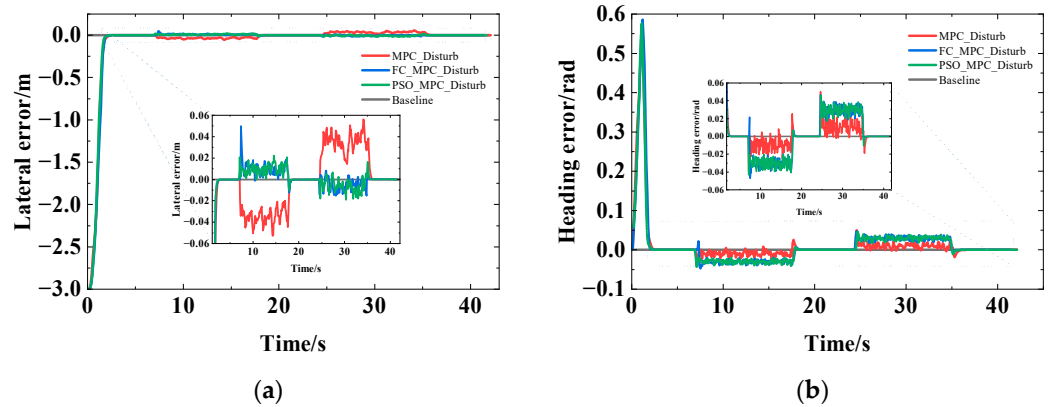 0.0
−0.5
−1.0
−1.5
−2.0
−2.5
−3.0
Lateral error/m
0
10
20
30
40
Time/s
MPC_Disturb
FC_MPC_Disturb
PSO_MPC_Disturb
Baseline
0.06
0.04
0.02
0.00
−0.02
−0.04
−0.06
Lateral error/m
10
20
30
40
Time/s
(a)
0.6
0.5
0.4
0.3
0.2
0.1
0.0
−0.1
Heading error/rad
0
10
20
30
40
Time/s
MPC_Disturb
FC_MPC_Disturb
PSO_MPC_Disturb
Baseline
0.06
0.04
0.02
0.00
−0.02
−0.04
−0.06
Heading error/rad
10
20
30
40
Time/s
(b)